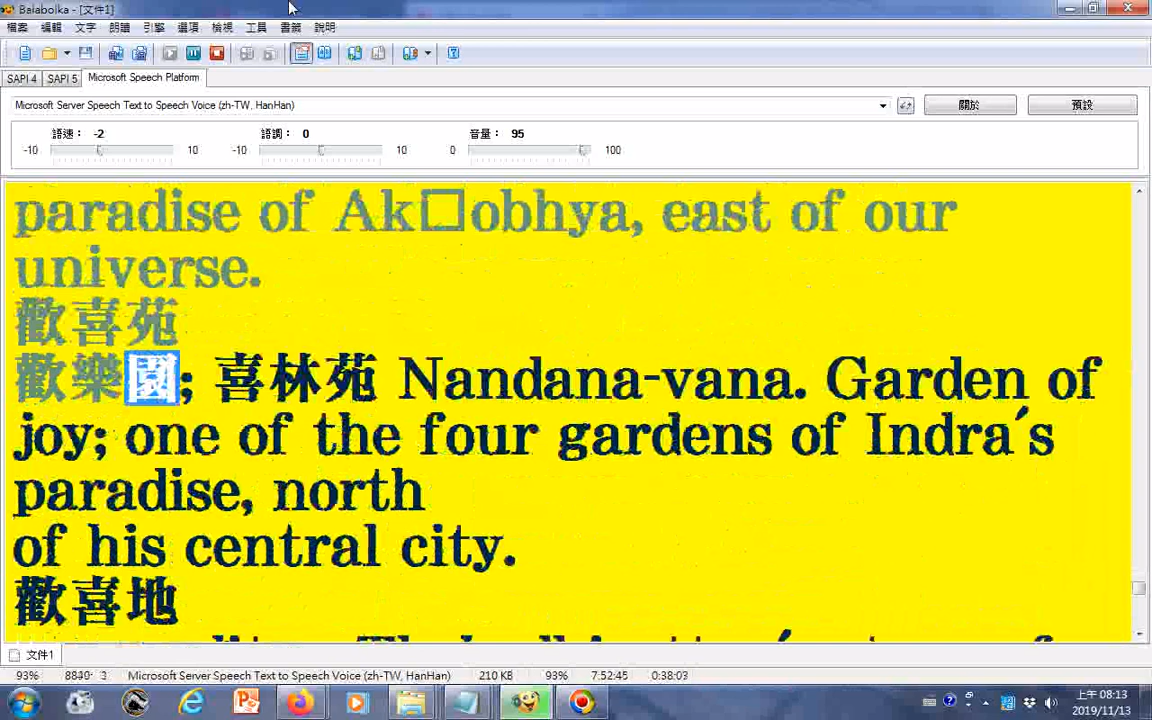 Balabolka - [文件1]
檔案 編輯 文字 朗讀 引擎 選項 檢視 工具 書籤 說明
SAPI 4 SAPI 5 Microsoft Speech Platform
Microsoft Server Speech Text to Speech Voice (zh-TW, HanHan) 關於 預設
語速： -2 語調： 0 音量： 95
-10 10 -10 10 0 100
paradise of Ak□obhya, east of our
universe.
歡喜苑
歡樂園; 喜林苑 Nandana-vana. Garden of
joy; one of the four gardens of Indra´s
paradise, north
of his central city.
歡喜地
文件1
93% Microsoft Server Speech Text to Speech Voice (zh-TW, HanHan) 210 KB 93% 7:52:45 0:38:03
上午 08:13
2019/11/13